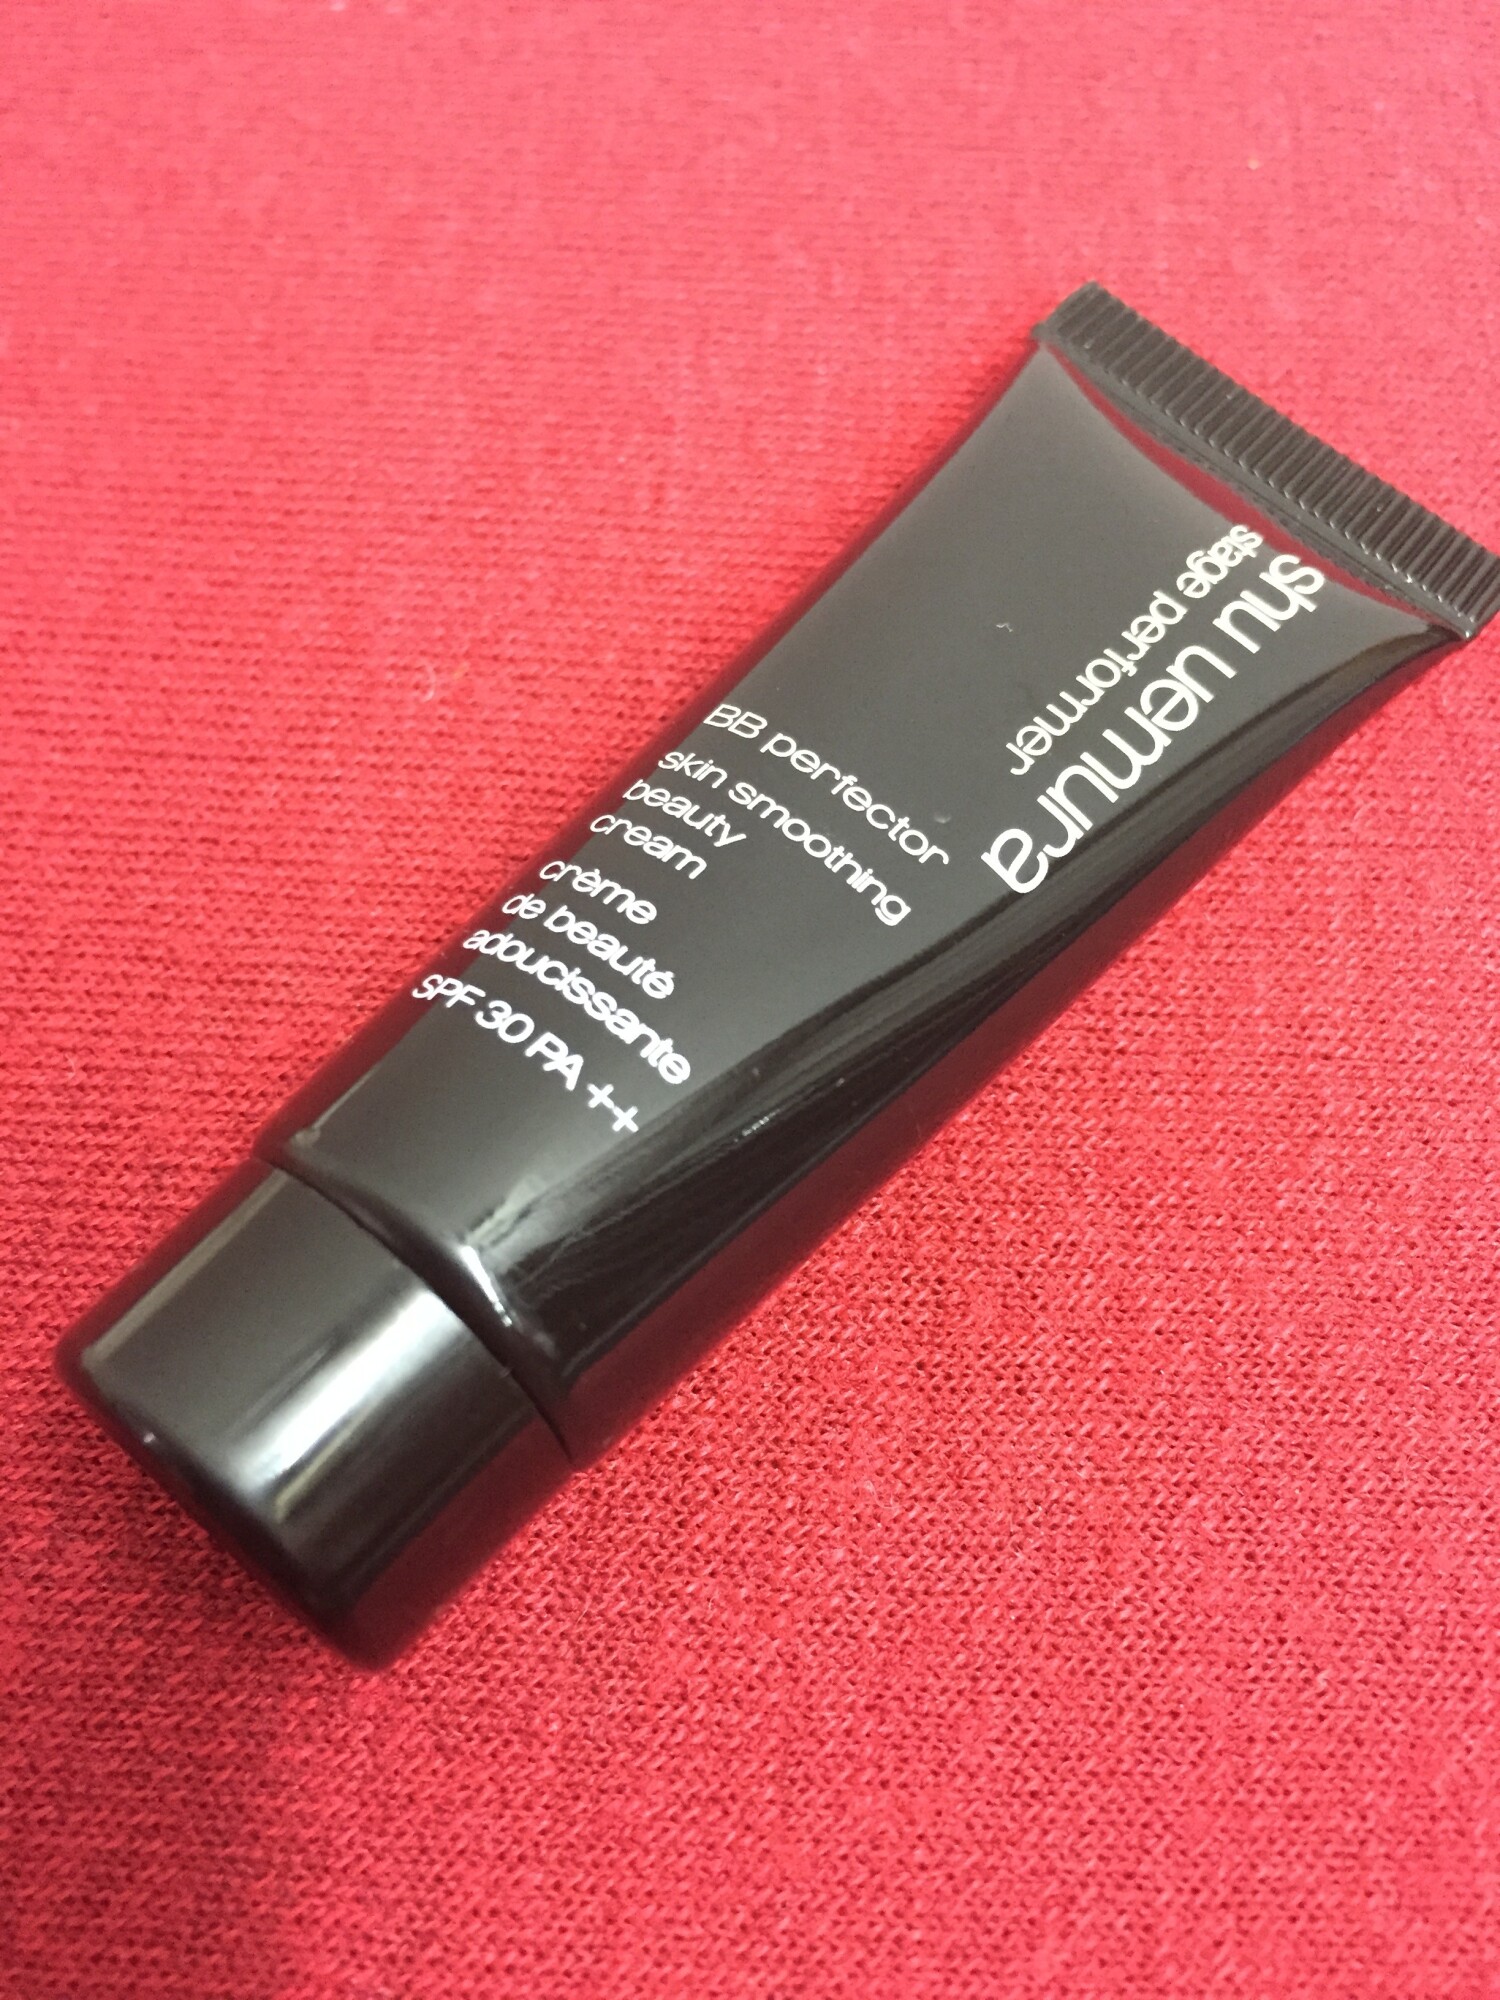 shu uemura
stage performer
BB perfector
skin smoothing
beauty
cream
crème
de beauté
adoucissante
SPF 30 PA ++